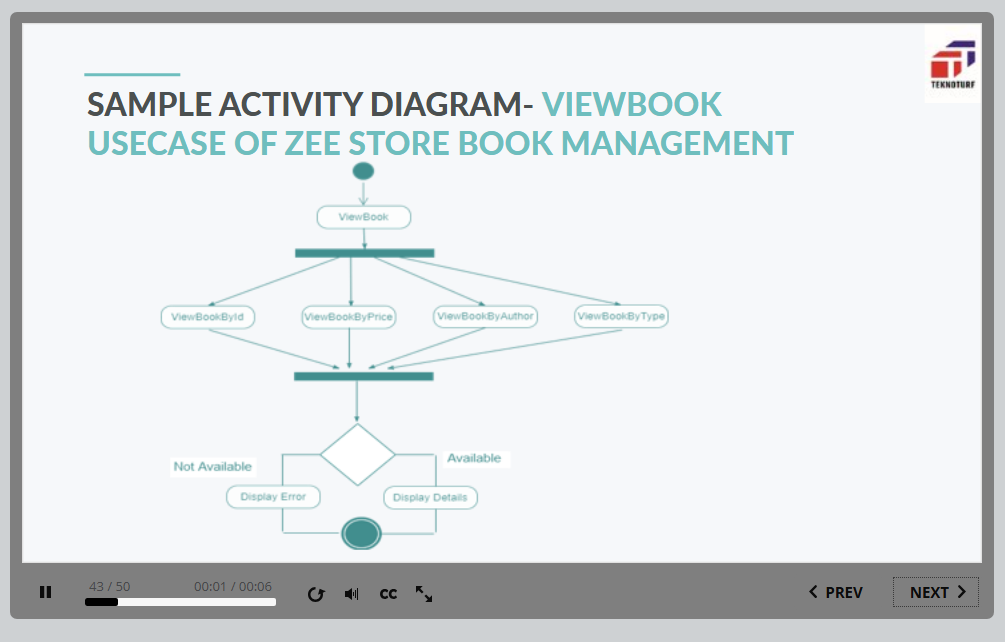 TEKNOTURF
SAMPLE ACTIVITY DIAGRAM- VIEWBOOK
USECASE OF ZEE STORE BOOK MANAGEMENT
ViewBook
ViewBookById
ViewBookByPrice
ViewBookByAuthor
ViewBookByType
Not Available
Available
Display Error
Display Details
43 / 50
00:01 / 00:06
CC
PREV
NEXT